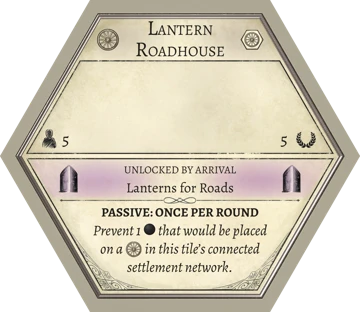 Lantern
Roadhouse
5 5
UNLOCKED BY ARRIVAL
Lanterns for Roads
PASSIVE: ONCE PER ROUND
Prevent 1 that would be placed
on a in this tile's connected
settlement network.